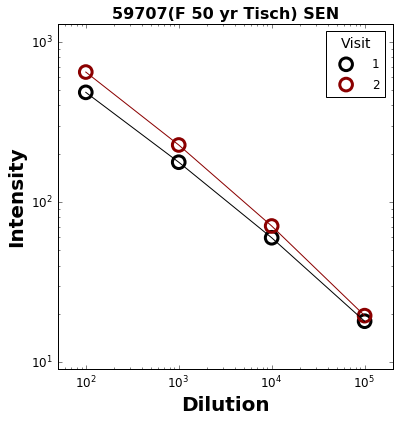 59707(F 50 yr Tisch) SEN
Visit
1
2
10³
10²
10¹
Intensity
10² 10³ 10⁴ 10⁵
Dilution